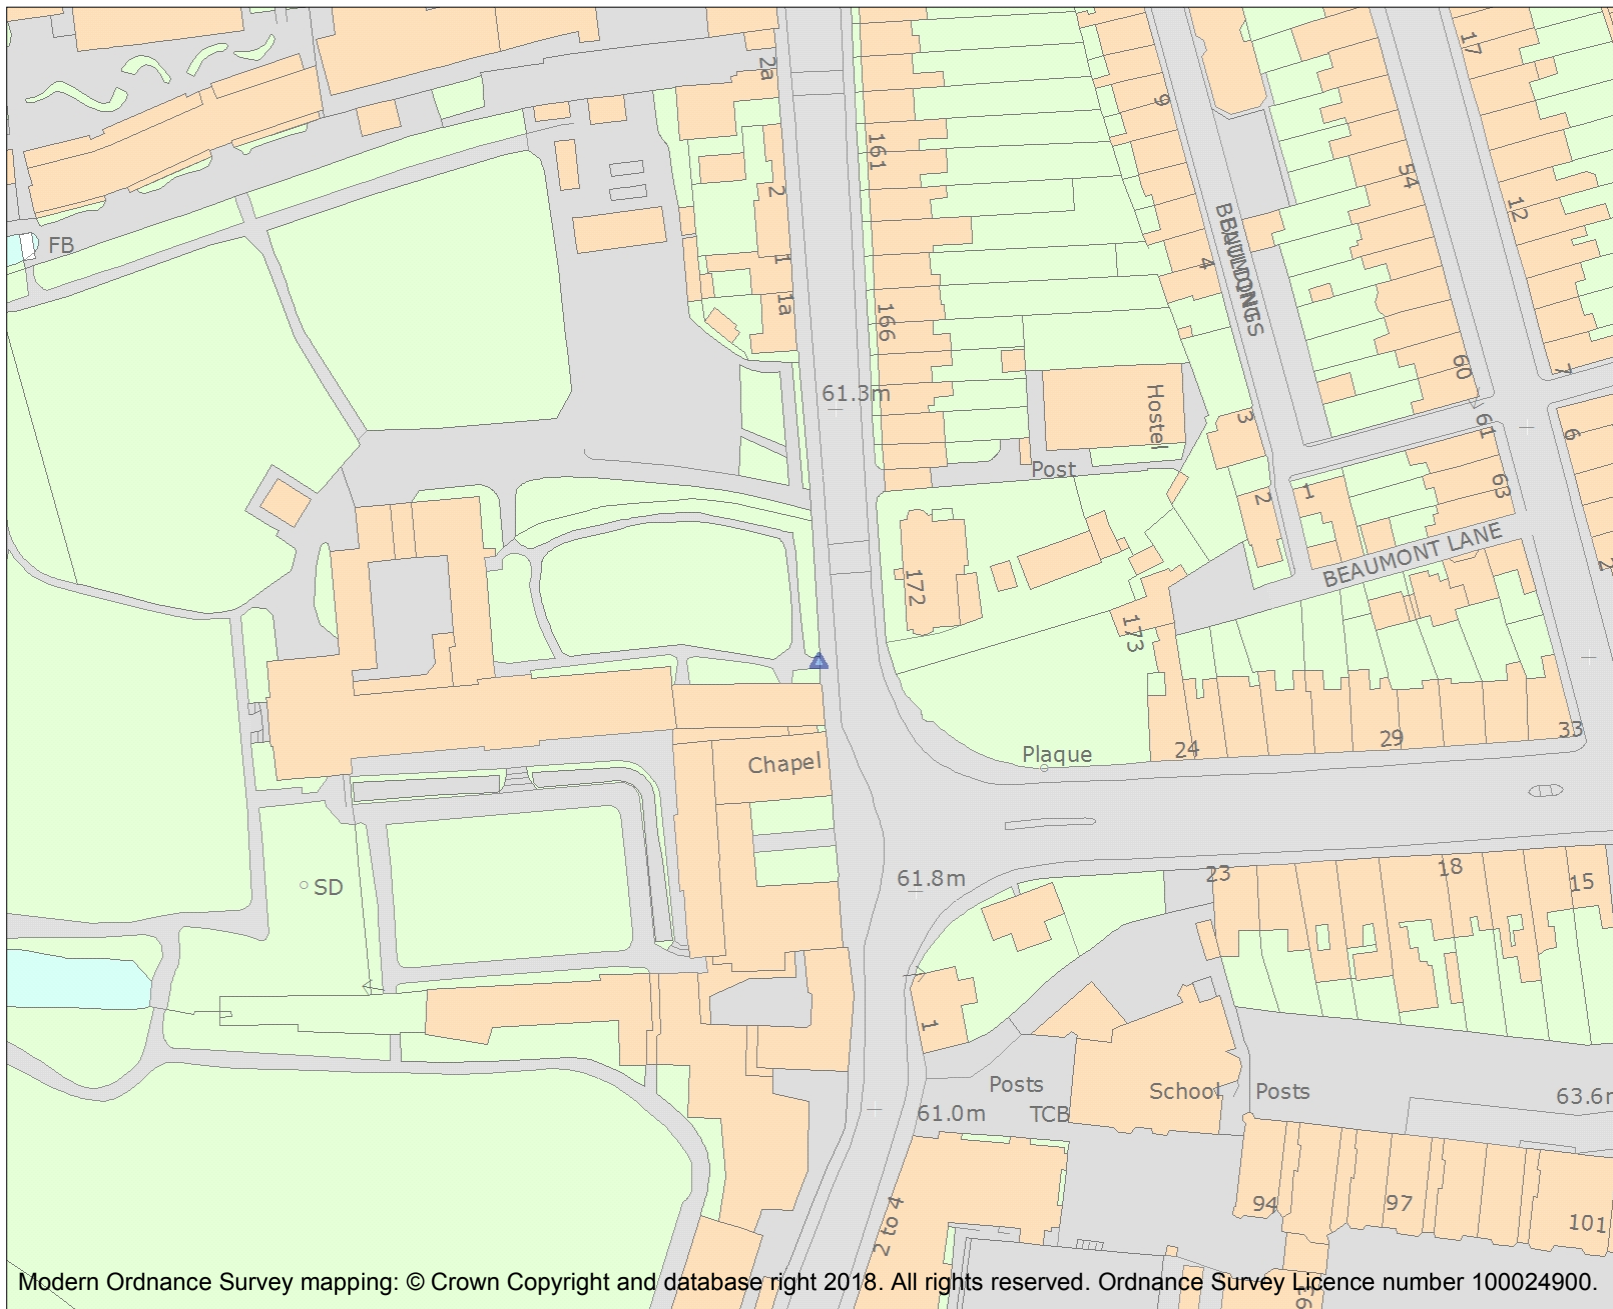 2a
17
9
161
54
2
12
FB
1
4
1a
166
60
7
61.3m
Hostel
3
61
6
Post
63
2
1
BEAUMONT LANE
172
2
173
Plaque
24
29
33
Chapel
61.8m
23
18
15
SD
1
Posts
School
Posts
63.6m
61.0m
TCB
94
97
101
2 to 4
Modern Ordnance Survey mapping: © Crown Copyright and database right 2018. All rights reserved. Ordnance Survey Licence number 100024900.